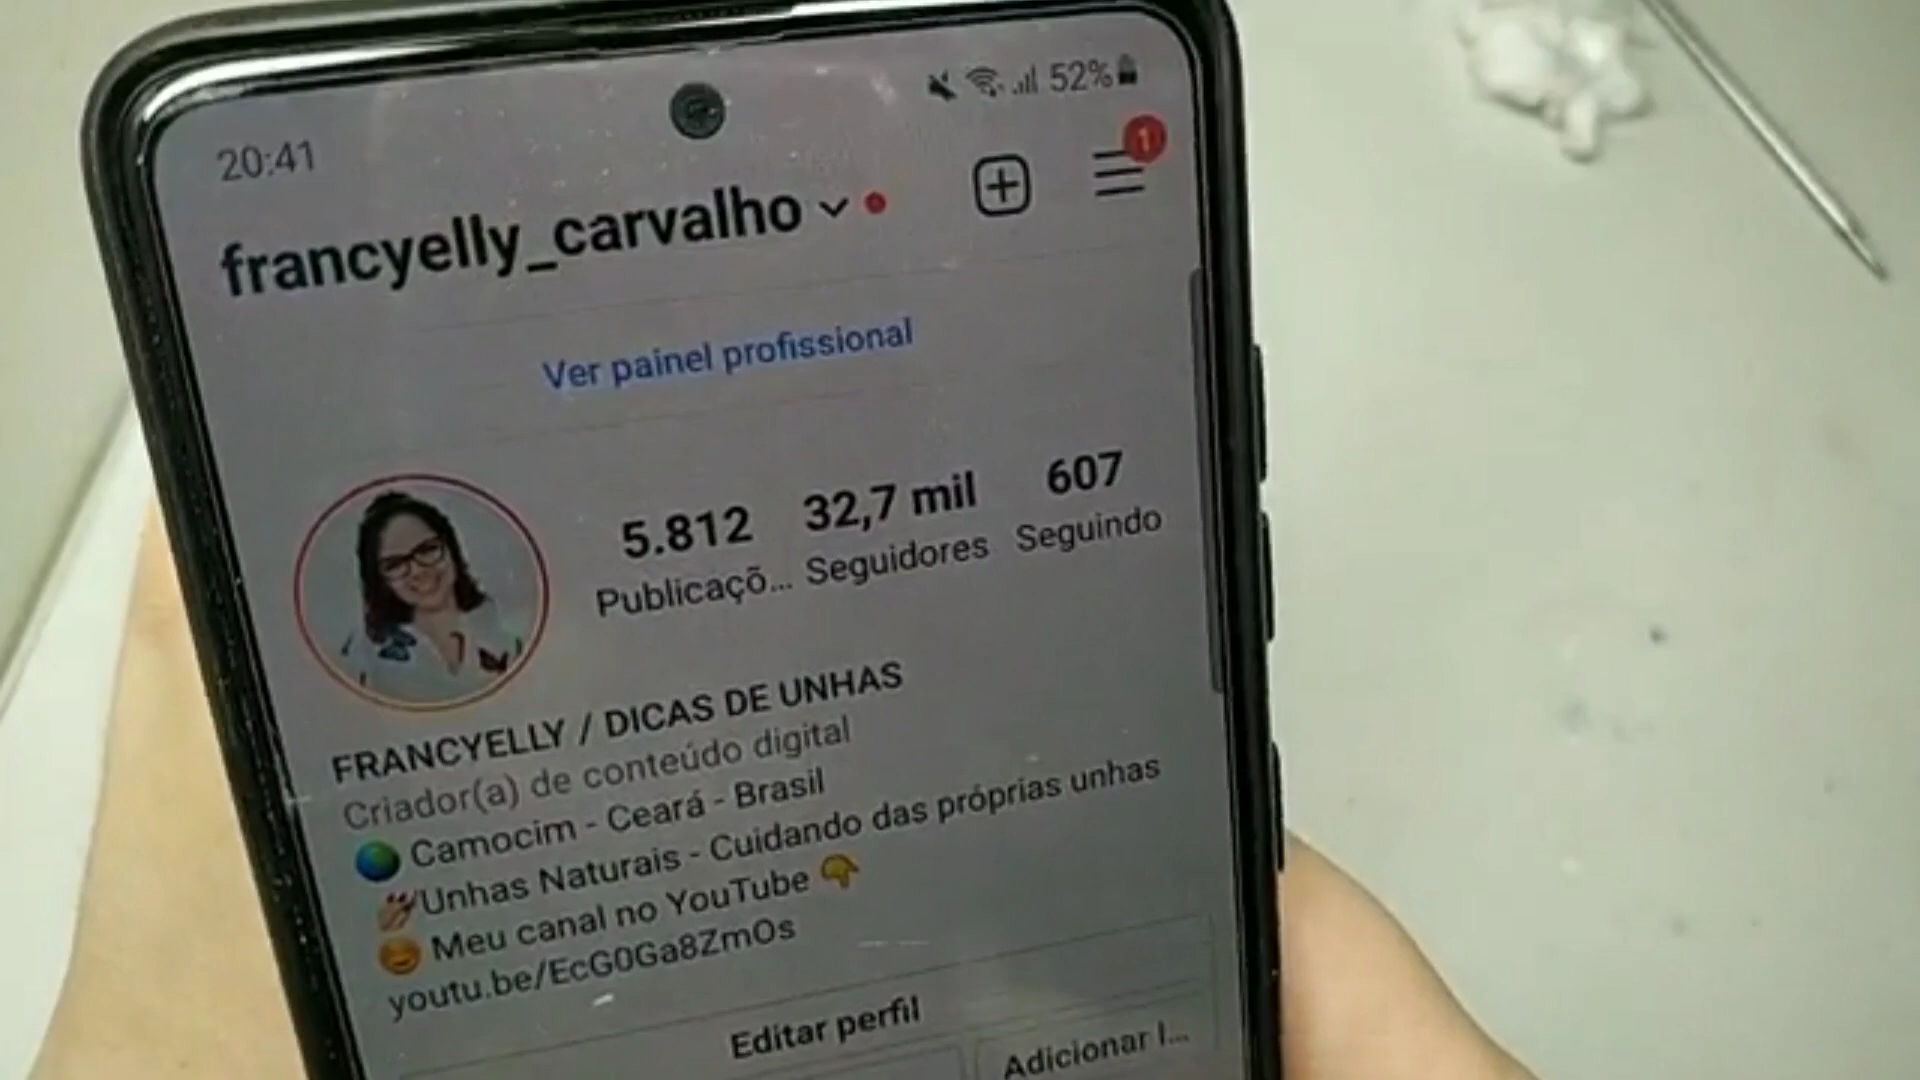 20:41 52%
francyelly_carvalho 1
Ver painel profissional
5.812 32,7 mil 607
Publicaçõ... Seguidores Seguindo
FRANCYELLY / DICAS DE UNHAS
Criador(a) de conteúdo digital
🌎 Camocim - Ceará - Brasil
💅Unhas Naturais - Cuidando das próprias unhas
😊 Meu canal no YouTube 👇
youtu.be/EcG0Ga8ZmOs
Editar perfil
Adicionar I...